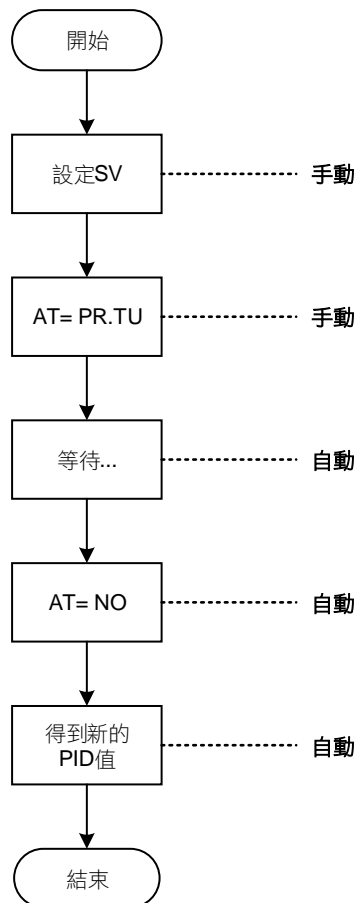 開始
設定SV
手動
AT= PR.TU
手動
等待...
自動
AT= NO
自動
得到新的
PID值
自動
結束